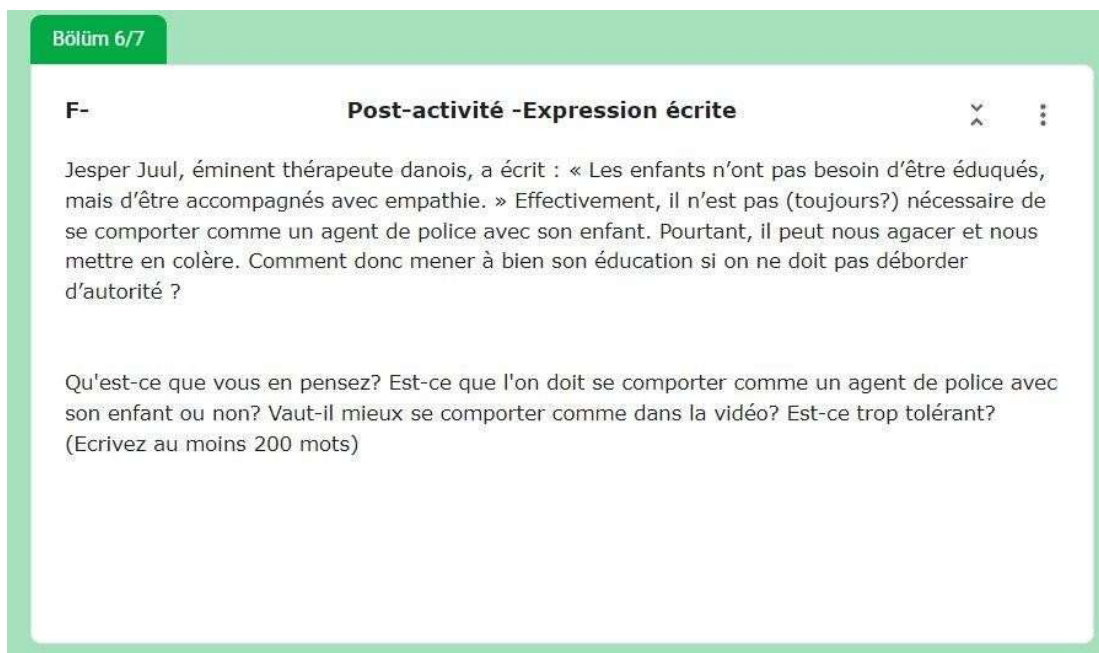 Bölüm 6/7
F- Post-activité -Expression écrite
Jesper Juul, éminent thérapeute danois, a écrit : « Les enfants n’ont pas besoin d’être éduqués,
mais d’être accompagnés avec empathie. » Effectivement, il n’est pas (toujours?) nécessaire de
se comporter comme un agent de police avec son enfant. Pourtant, il peut nous agacer et nous
mettre en colère. Comment donc mener à bien son éducation si on ne doit pas déborder
d’autorité ?
Qu'est-ce que vous en pensez? Est-ce que l'on doit se comporter comme un agent de police avec
son enfant ou non? Vaut-il mieux se comporter comme dans la vidéo? Est-ce trop tolérant?
(Ecrivez au moins 200 mots)